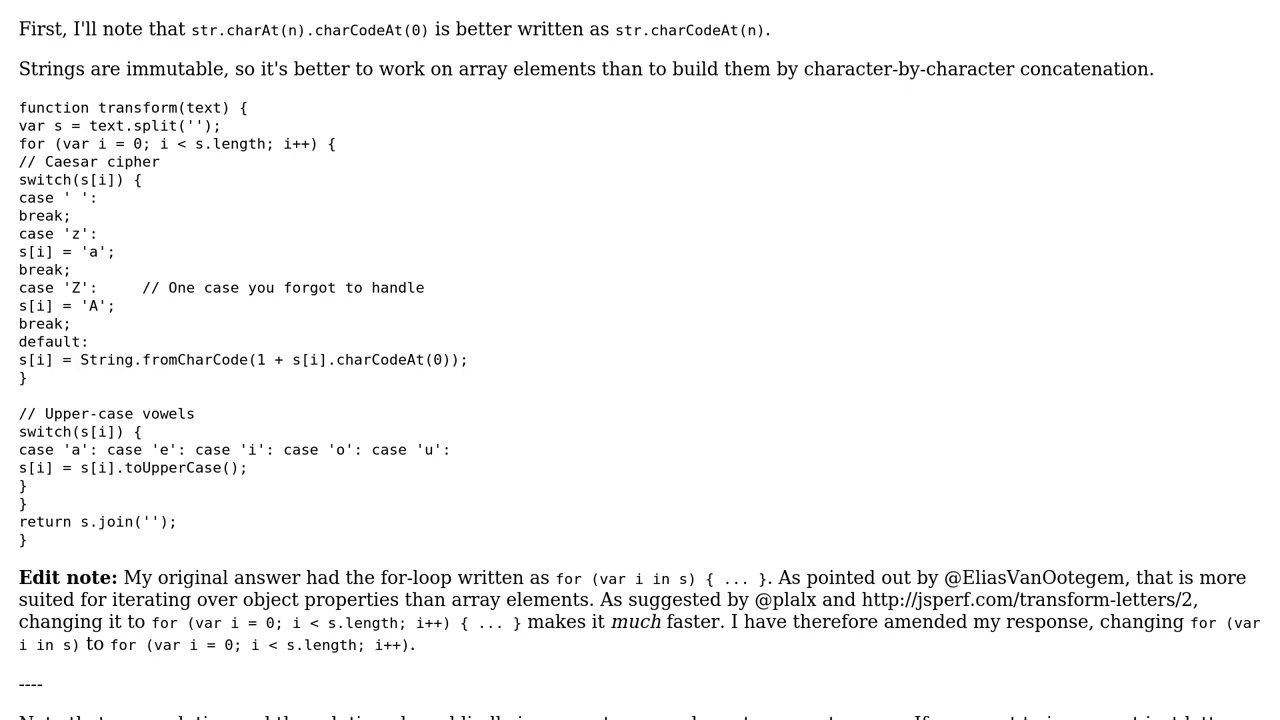 First, I'll note that str.charAt(n).charCodeAt(0) is better written as str.charCodeAt(n).
Strings are immutable, so it's better to work on array elements than to build them by character-by-character concatenation.
function transform(text) {
var s = text.split('');
for (var i = 0; i < s.length; i++) {
// Caesar cipher
switch(s[i]) {
case ' ':
break;
case 'z':
s[i] = 'a';
break;
case 'Z':     // One case you forgot to handle
s[i] = 'A';
break;
default:
s[i] = String.fromCharCode(1 + s[i].charCodeAt(0));
}
// Upper-case vowels
switch(s[i]) {
case 'a': case 'e': case 'i': case 'o': case 'u':
s[i] = s[i].toUpperCase();
}
}
return s.join('');
}
Edit note: My original answer had the for-loop written as for (var i in s) { ... }. As pointed out by @EliasVanOotegem, that is more
suited for iterating over object properties than array elements. As suggested by @plalx and http://jsperf.com/transform-letters/2,
changing it to for (var i = 0; i < s.length; i++) { ... } makes it much faster. I have therefore amended my response, changing for (var
i in s) to for (var i = 0; i < s.length; i++).
----